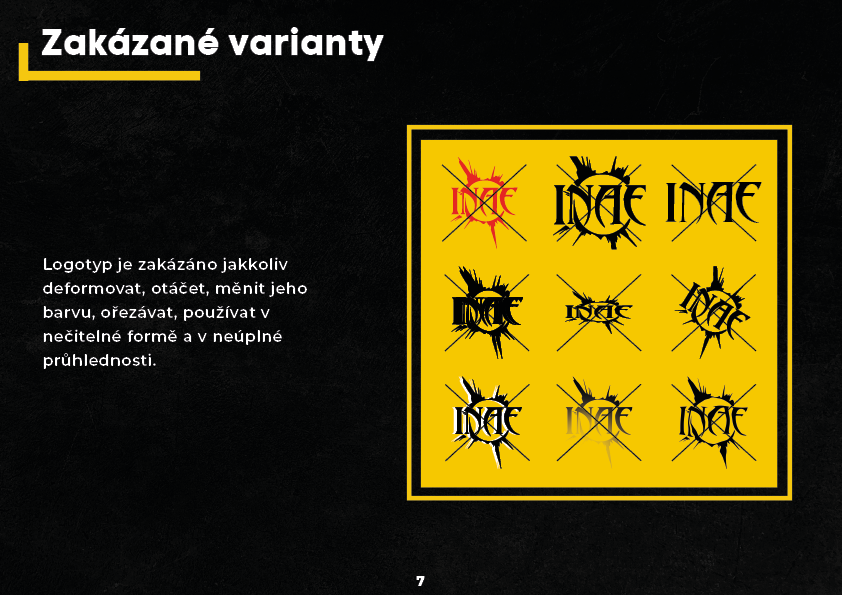 Zakázané varianty
INAE INAE INAE
Logotyp je zakázáno jakkoliv
deformovat, otáčet, měnit jeho
barvu, ořezávat, používat v
nečitelné formě a v neúplné
průhlednosti.
INAE INAE INAE
INAE INAE INAE
7